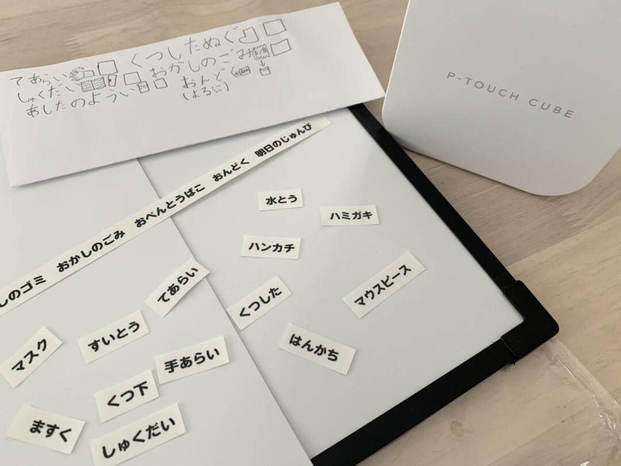 くつしたぬぐ
てあらい
おかしのごみ
しゅくだい
おんどく
あしたのようい
(よるに)
P-TOUCH CUBE
しのゴミ おかしのごみ おべんとうばこ おんどく 明日のじゅんび
水とう
ハミガキ
ハンカチ
てあらい
くつした
マウスピース
マスク
すいとう
手あらい
はんかち
くつ下
ますく
しゅくだい